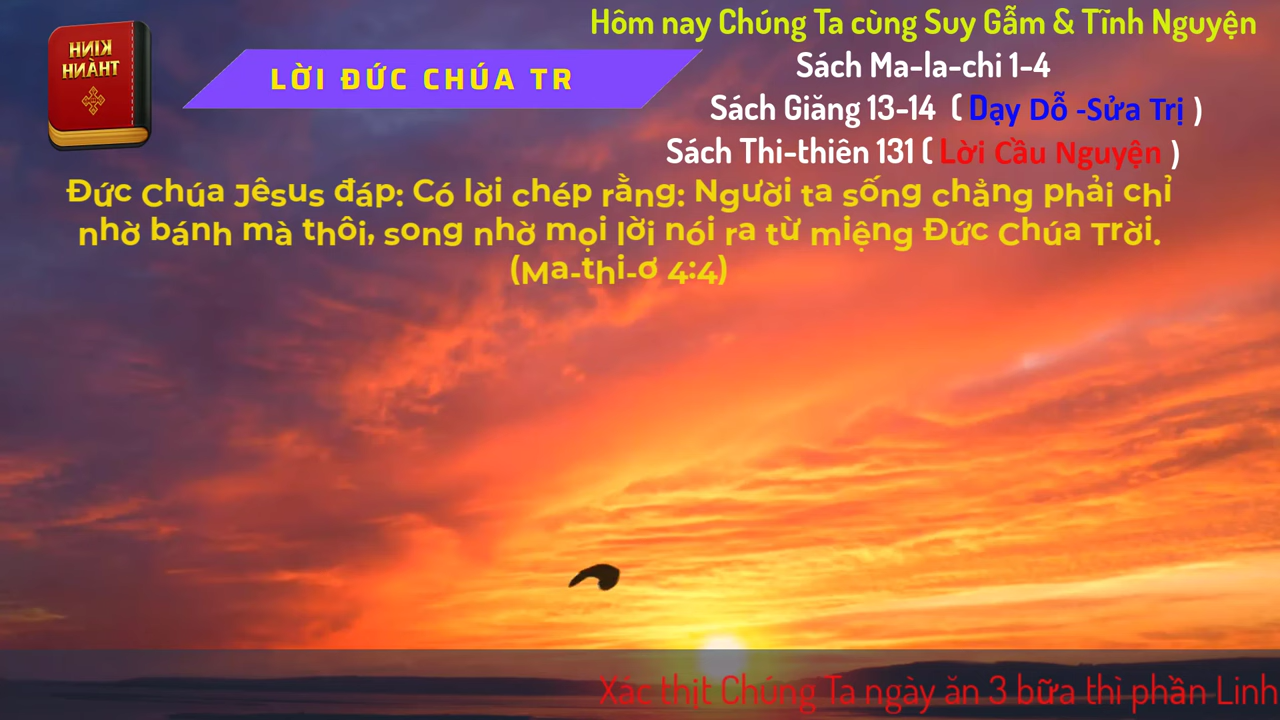 Hôm nay Chúng Ta cùng Suy Gẫm & Tĩnh Nguyện
KINH
THÁNH
LỜI ĐỨC CHÚA TR
Sách Ma-la-chi 1-4
Sách Giăng 13-14 ( Dạy Dỗ -Sửa Trị )
Sách Thi-thiên 131 ( Lời Cầu Nguyện )
Đức Chúa Jêsus đáp: Có lời chép rằng: Người ta sống chẳng phải chỉ
nhờ bánh mà thôi, song nhờ mọi lời nói ra từ miệng Đức Chúa Trời.
(Ma-thi-ơ 4:4)
Xác thịt Chúng Ta ngày ăn 3 bữa thì phần Linh